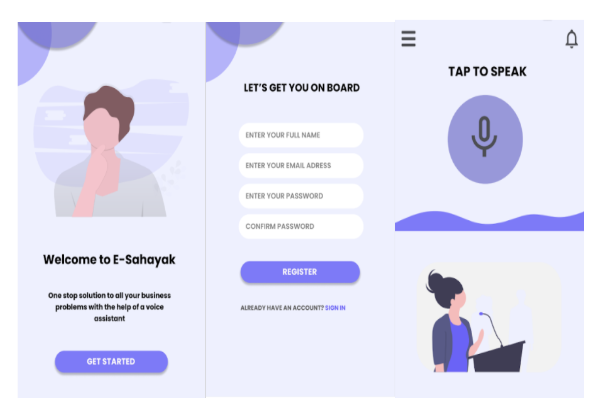 Welcome to E-Sahayak
One stop solution to all your business
problems with the help of a voice
assistant
GET STARTED
LET'S GET YOU ON BOARD
ENTER YOUR FULL NAME
ENTER YOUR EMAIL ADRESS
ENTER YOUR PASSWORD
CONFIRM PASSWORD
REGISTER
ALREADY HAVE AN ACCOUNT? SIGN IN
TAP TO SPEAK